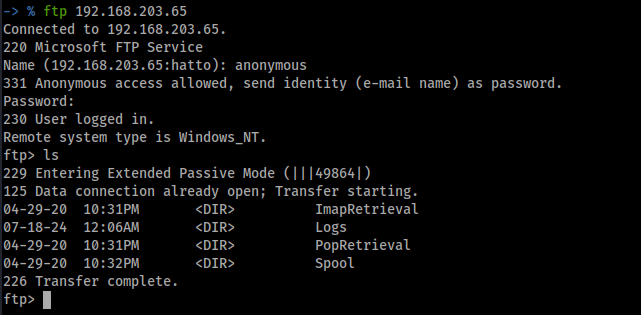 -> % ftp 192.168.203.65
Connected to 192.168.203.65.
220 Microsoft FTP Service
Name (192.168.203.65:hatto): anonymous
331 Anonymous access allowed, send identity (e-mail name) as password.
Password:
230 User logged in.
Remote system type is Windows_NT.
ftp> ls
229 Entering Extended Passive Mode (|||49864|)
125 Data connection already open; Transfer starting.
04-29-20  10:31PM       <DIR>          ImapRetrieval
07-18-24  12:06AM       <DIR>          Logs
04-29-20  10:31PM       <DIR>          PopRetrieval
04-29-20  10:32PM       <DIR>          Spool
226 Transfer complete.
ftp>